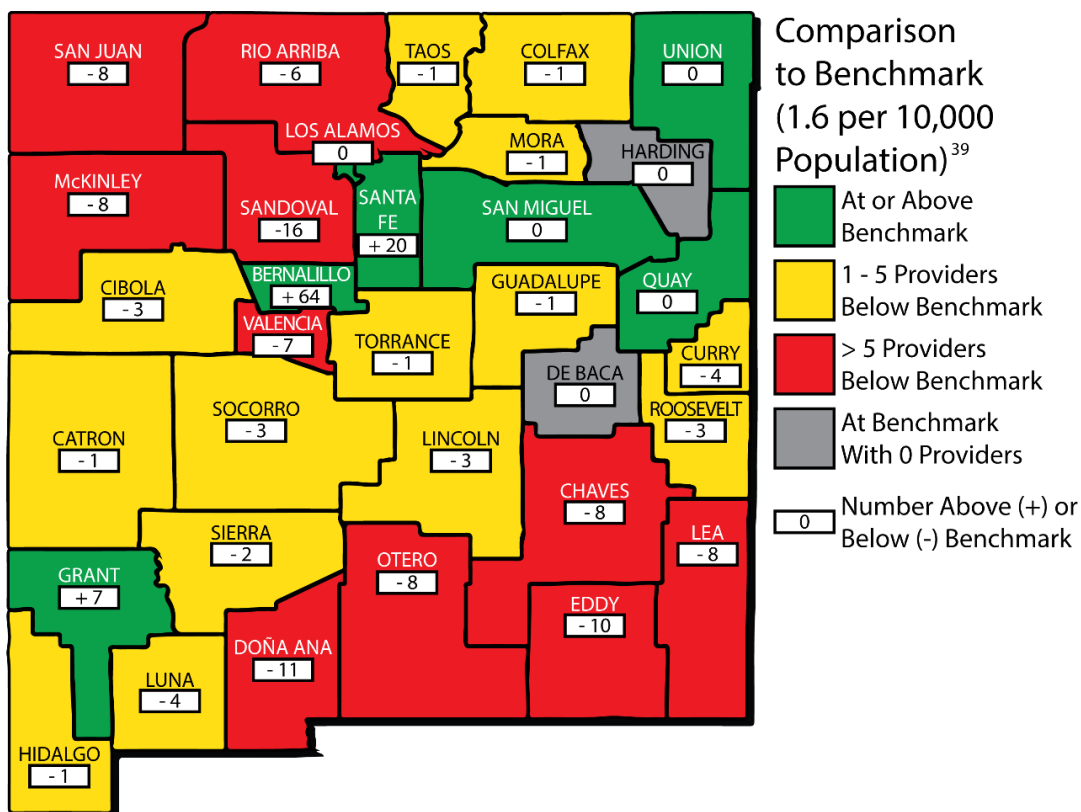 SAN JUAN
- 8
RIO ARRIBA
- 6
TAOS
- 1
COLFAX
- 1
UNION
0
LOS ALAMOS
0
MORA
- 1
HARDING
0
McKINLEY
- 8
SANDOVAL
-16
SANTA
FE
+ 20
SAN MIGUEL
0
CIBOLA
- 3
BERNALILLO
+ 64
GUADALUPE
- 1
QUAY
0
VALENCIA
- 7
TORRANCE
- 1
CURRY
- 4
DE BACA
0
ROOSEVELT
- 3
CATRON
- 1
SOCORRO
- 3
LINCOLN
- 3
CHAVES
- 8
LEA
- 8
SIERRA
- 2
OTERO
- 8
GRANT
+ 7
EDDY
- 10
DOÑA ANA
- 11
LUNA
- 4
HIDALGO
- 1
Comparison
to Benchmark
(1.6 per 10,000
Population)³⁹
At or Above
Benchmark
1 - 5 Providers
Below Benchmark
> 5 Providers
Below Benchmark
At Benchmark
With 0 Providers
0
Number Above (+) or
Below (-) Benchmark